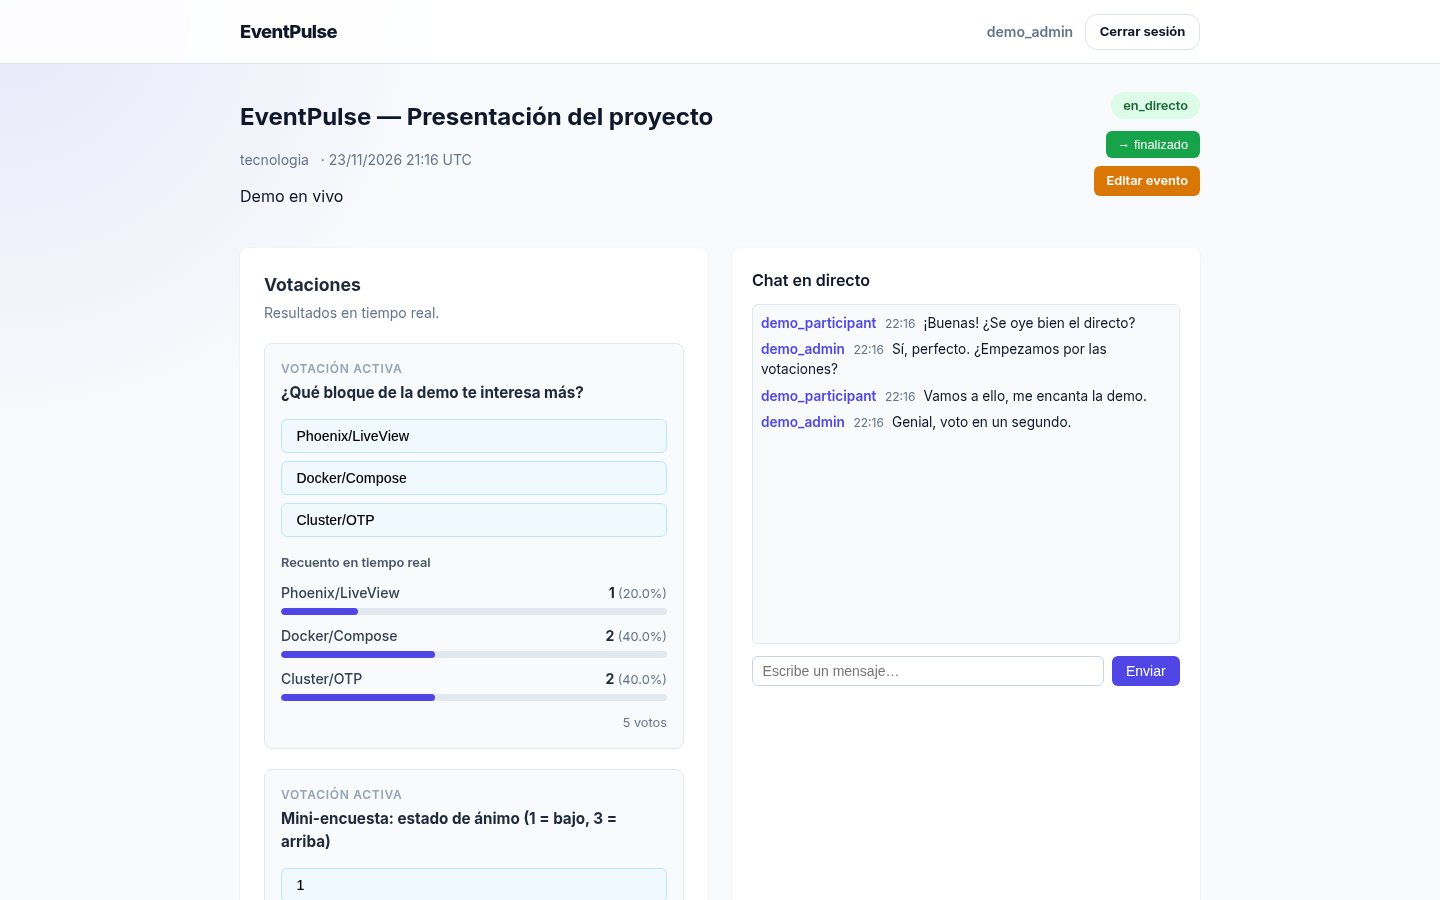 EventPulse
demo_admin
Cerrar sesión
EventPulse — Presentación del proyecto
tecnologia · 23/11/2026 21:16 UTC
Demo en vivo
en_directo
→ finalizado
Editar evento
Votaciones
Resultados en tiempo real.
VOTACIÓN ACTIVA
¿Qué bloque de la demo te interesa más?
Phoenix/LiveView
Docker/Compose
Cluster/OTP
Recuento en tiempo real
Phoenix/LiveView 1 (20.0%)
Docker/Compose 2 (40.0%)
Cluster/OTP 2 (40.0%)
5 votos
VOTACIÓN ACTIVA
Mini-encuesta: estado de ánimo (1 = bajo, 3 =
arriba)
1
Chat en directo
demo_participant 22:16 ¡Buenas! ¿Se oye bien el directo?
demo_admin 22:16 Sí, perfecto. ¿Empezamos por las
votaciones?
demo_participant 22:16 Vamos a ello, me encanta la demo.
demo_admin 22:16 Genial, voto en un segundo.
Escribe un mensaje…
Enviar